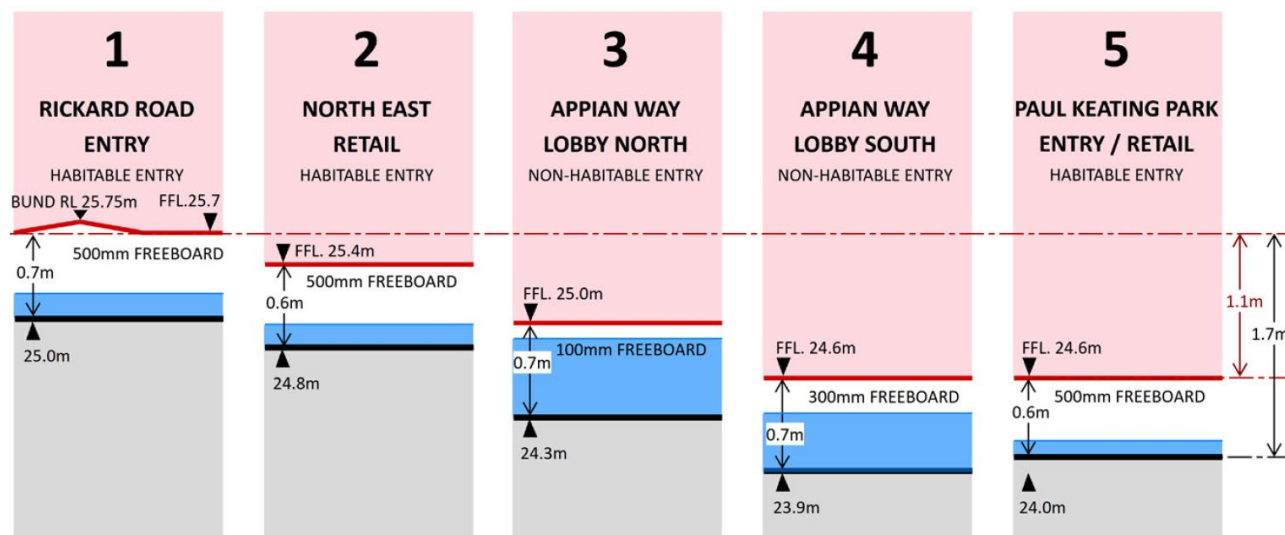 1
RICKARD ROAD
ENTRY
HABITABLE ENTRY
BUND RL 25.75m
FFL.25.7
500mm FREEBOARD
0.7m
25.0m
2
NORTH EAST
RETAIL
HABITABLE ENTRY
FFL. 25.4m
500mm FREEBOARD
0.6m
24.8m
3
APPIAN WAY
LOBBY NORTH
NON-HABITABLE ENTRY
FFL. 25.0m
100mm FREEBOARD
0.7m
24.3m
4
APPIAN WAY
LOBBY SOUTH
NON-HABITABLE ENTRY
FFL. 24.6m
300mm FREEBOARD
0.7m
23.9m
5
PAUL KEATING PARK
ENTRY / RETAIL
HABITABLE ENTRY
FFL. 24.6m
500mm FREEBOARD
0.6m
24.0m
1.1m
1.7m